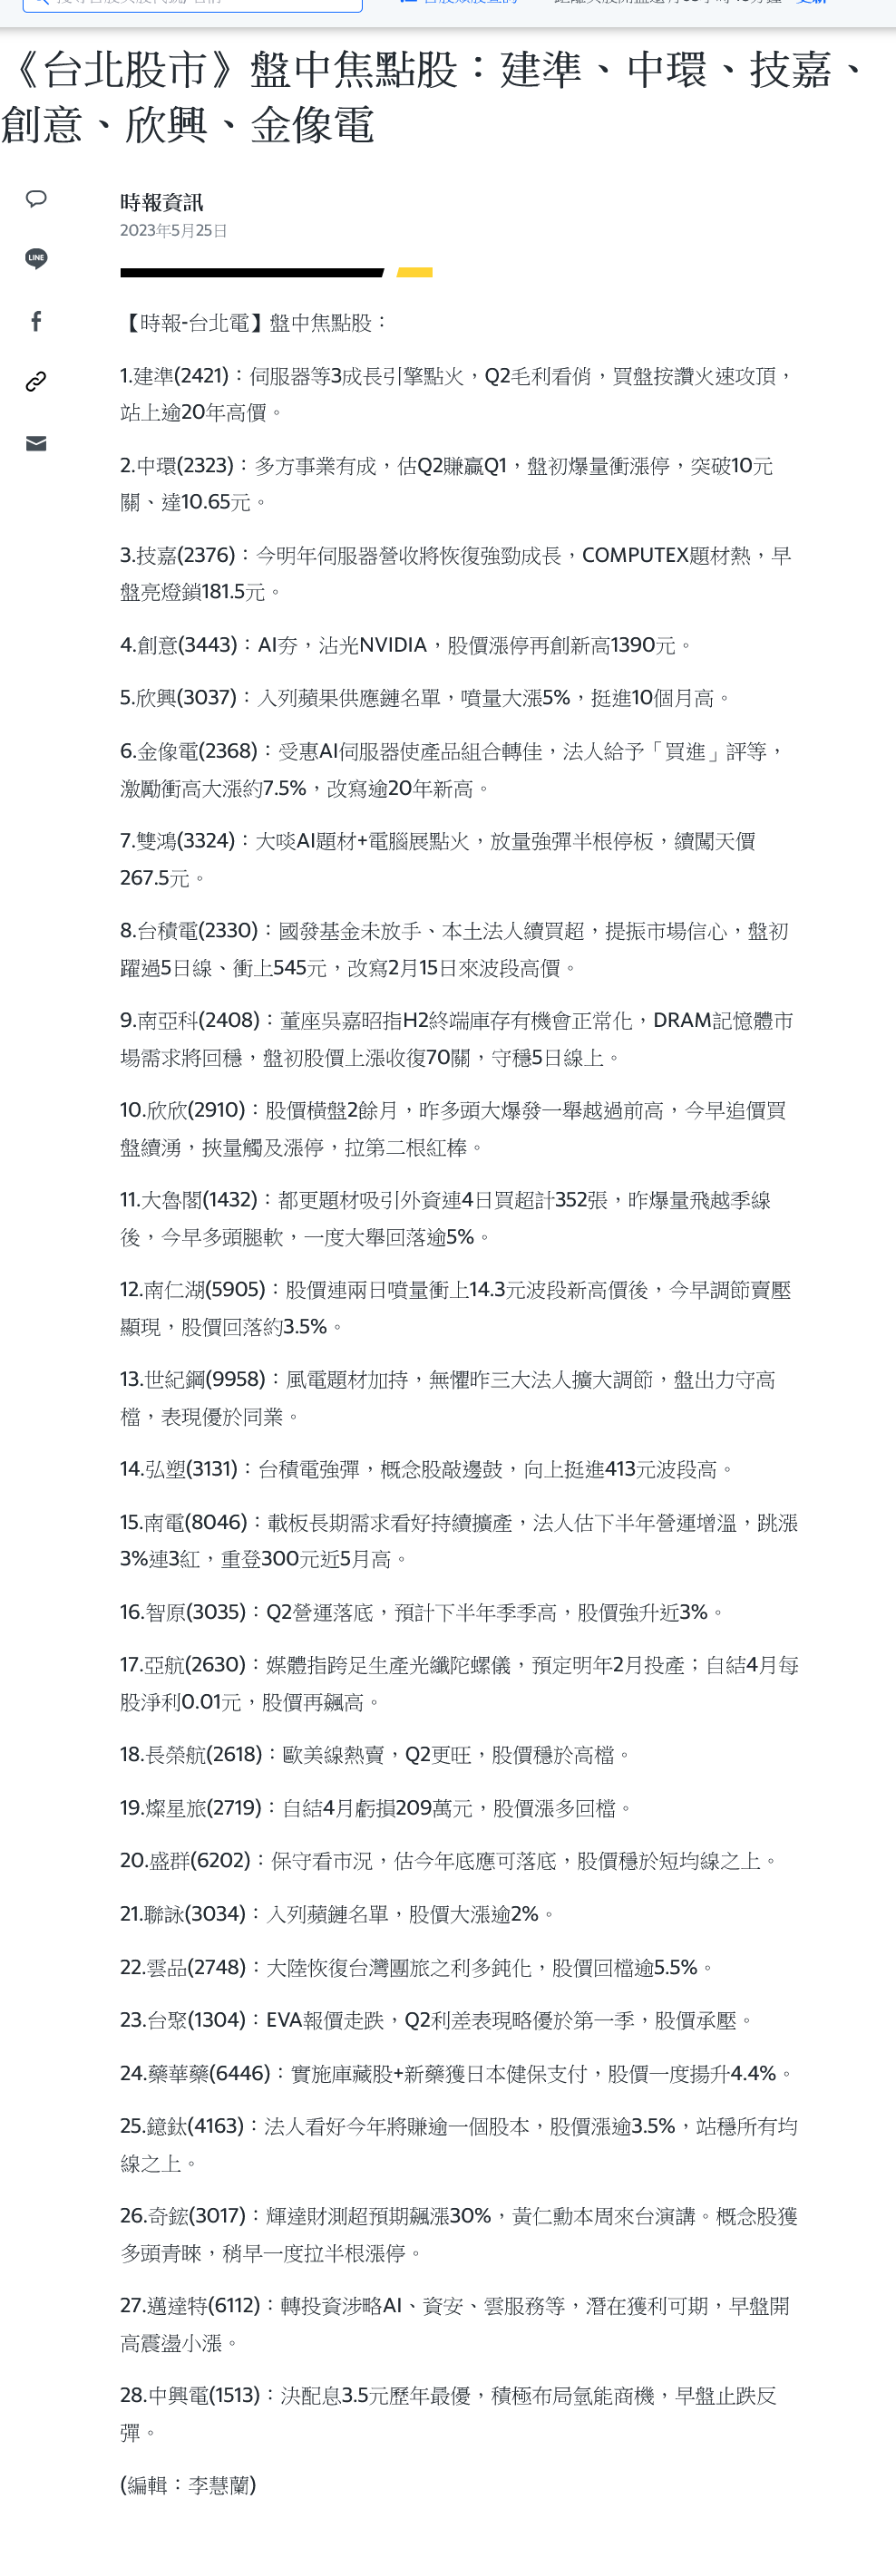 《台北股市》盤中焦點股：建準、中環、技嘉、
創意、欣興、金像電
時報資訊
2023年5月25日
LINE
【時報-台北電】盤中焦點股：
1.建準(2421)：伺服器等3成長引擎點火，Q2毛利看俏，買盤按讚火速攻頂，
站上逾20年高價。
2.中環(2323)：多方事業有成，估Q2賺贏Q1，盤初爆量衝漲停，突破10元
關、達10.65元。
3.技嘉(2376)：今明年伺服器營收將恢復強勁成長，COMPUTEX題材熱，早
盤亮燈鎖181.5元。
4.創意(3443)：AI夯，沾光NVIDIA，股價漲停再創新高1390元。
5.欣興(3037)：入列蘋果供應鏈名單，噴量大漲5%，挺進10個月高。
6.金像電(2368)：受惠AI伺服器使產品組合轉佳，法人給予「買進」評等，
激勵衝高大漲約7.5%，改寫逾20年新高。
7.雙鴻(3324)：大啖AI題材+電腦展點火，放量強彈半根停板，續闖天價
267.5元。
8.台積電(2330)：國發基金未放手、本土法人續買超，提振市場信心，盤初
躍過5日線、衝上545元，改寫2月15日來波段高價。
9.南亞科(2408)：董座吳嘉昭指H2終端庫存有機會正常化，DRAM記憶體市
場需求將回穩，盤初股價上漲收復70關，守穩5日線上。
10.欣欣(2910)：股價橫盤2餘月，昨多頭大爆發一舉越過前高，今早追價買
盤續湧，挾量觸及漲停，拉第二根紅棒。
11.大魯閣(1432)：都更題材吸引外資連4日買超計352張，昨爆量飛越季線
後，今早多頭腿軟，一度大舉回落逾5%。
12.南仁湖(5905)：股價連兩日噴量衝上14.3元波段新高價後，今早調節賣壓
顯現，股價回落約3.5%。
13.世紀鋼(9958)：風電題材加持，無懼昨三大法人擴大調節，盤出力守高
檔，表現優於同業。
14.弘塑(3131)：台積電強彈，概念股敲邊鼓，向上挺進413元波段高。
15.南電(8046)：載板長期需求看好持續擴產，法人估下半年營運增溫，跳漲
3%連3紅，重登300元近5月高。
16.智原(3035)：Q2營運落底，預計下半年季季高，股價強升近3%。
17.亞航(2630)：媒體指跨足生產光纖陀螺儀，預定明年2月投產；自結4月每
股淨利0.01元，股價再飆高。
18.長榮航(2618)：歐美線熱賣，Q2更旺，股價穩於高檔。
19.燦星旅(2719)：自結4月虧損209萬元，股價漲多回檔。
20.盛群(6202)：保守看市況，估今年底應可落底，股價穩於短均線之上。
21.聯詠(3034)：入列蘋鏈名單，股價大漲逾2%。
22.雲品(2748)：大陸恢復台灣團旅之利多鈍化，股價回檔逾5.5%。
23.台聚(1304)：EVA報價走跌，Q2利差表現略優於第一季，股價承壓。
24.藥華藥(6446)：實施庫藏股+新藥獲日本健保支付，股價一度揚升4.4%。
25.鐿鈦(4163)：法人看好今年將賺逾一個股本，股價漲逾3.5%，站穩所有均
線之上。
26.奇鋐(3017)：輝達財測超預期飆漲30%，黃仁勳本周來台演講。概念股獲
多頭青睞，稍早一度拉半根漲停。
27.邁達特(6112)：轉投資涉略AI、資安、雲服務等，潛在獲利可期，早盤開
高震盪小漲。
28.中興電(1513)：決配息3.5元歷年最優，積極布局氫能商機，早盤止跌反
彈。
(編輯：李慧蘭)